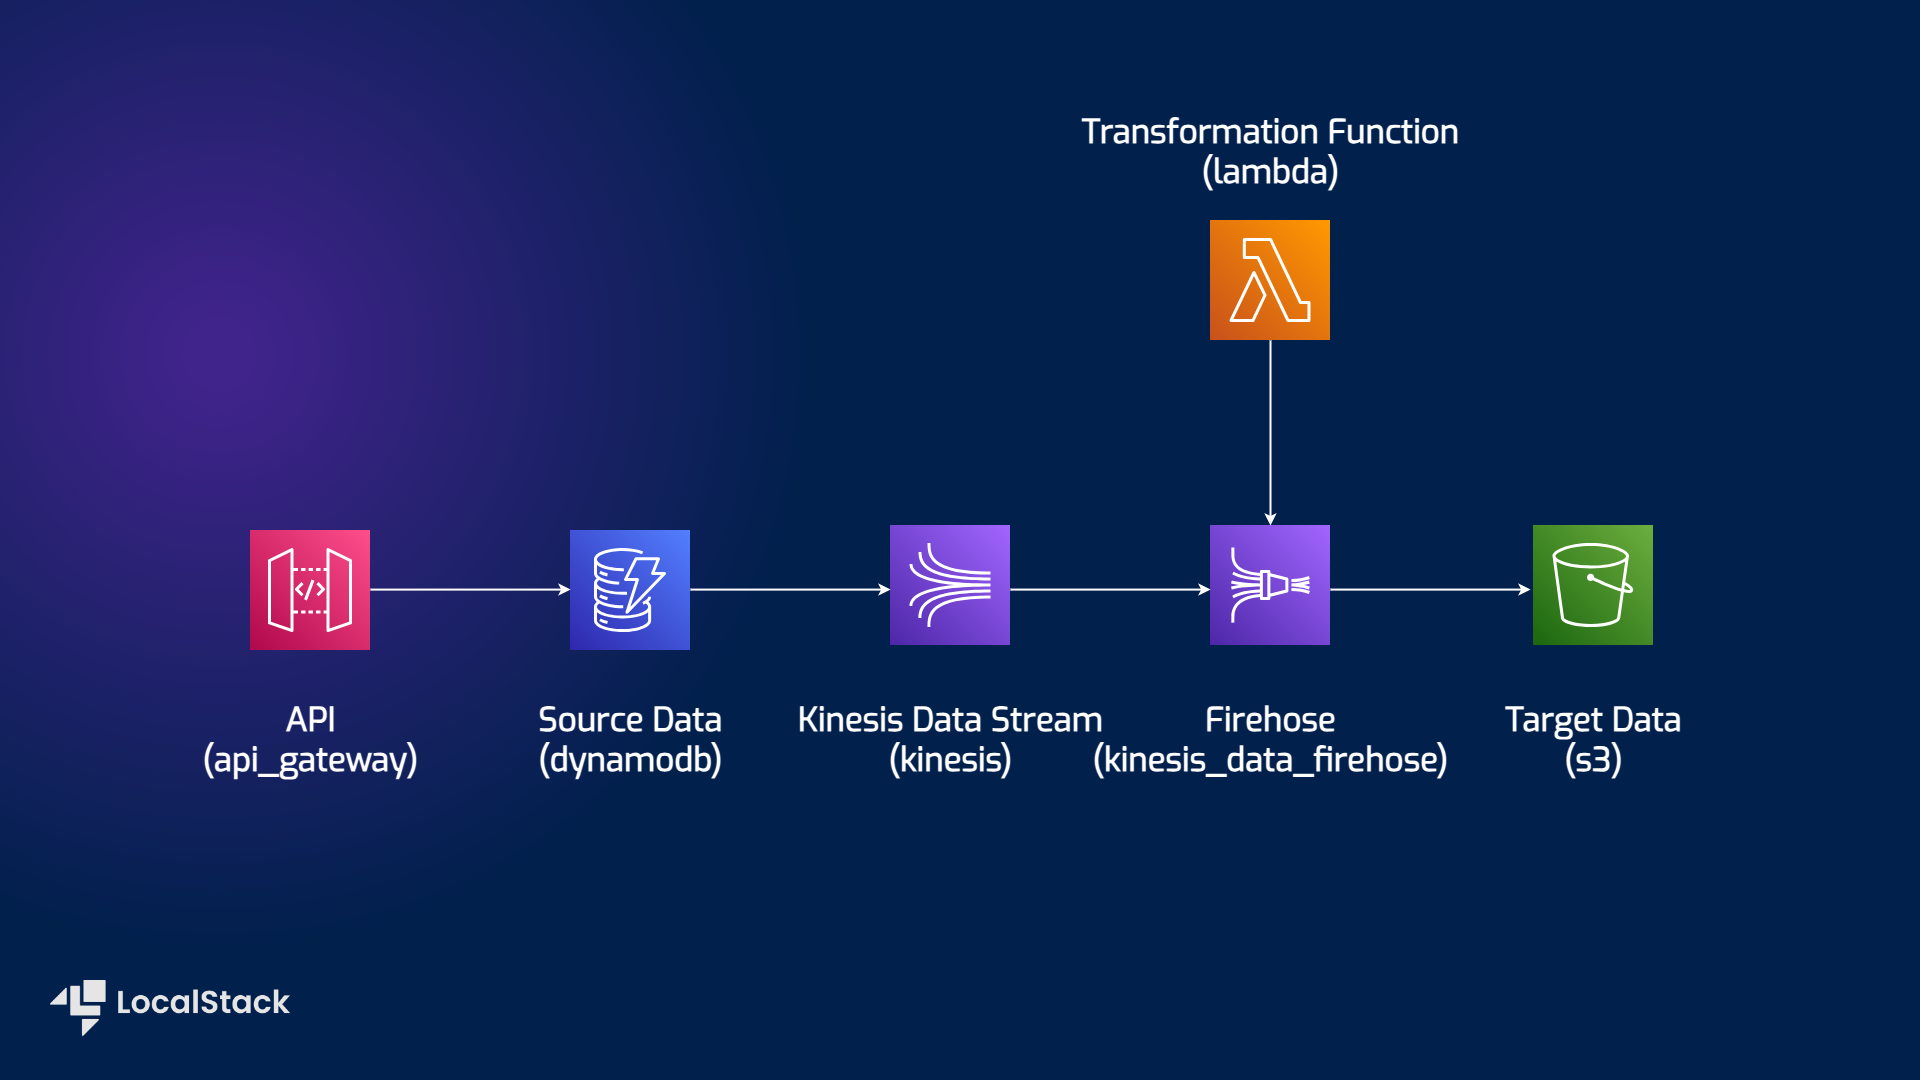 Transformation Function
(lambda)
API
(api_gateway)
Source Data
(dynamodb)
Kinesis Data Stream
(kinesis)
Firehose
(kinesis_data_firehose)
Target Data
(s3)
LocalStack